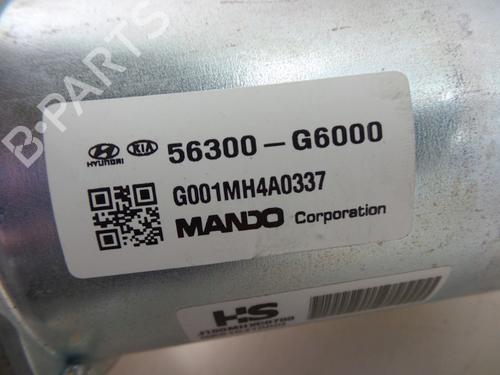 B-PARTS
HYUNDAI KIA 56300-G6000
G001MH4A0337
MANDO Corporation
HS